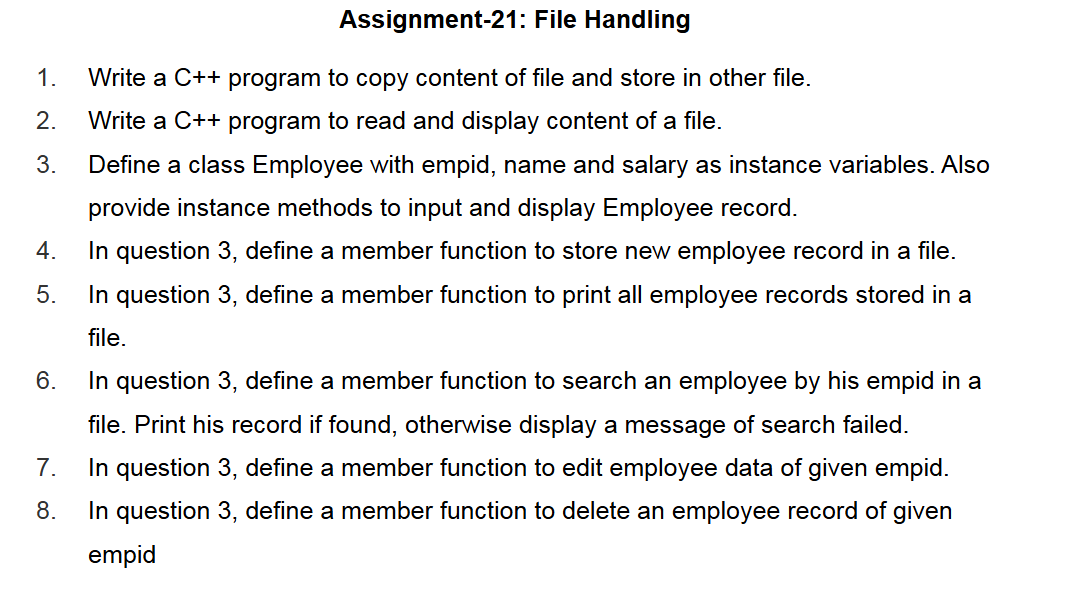 Assignment-21: File Handling
1. Write a C++ program to copy content of file and store in other file.
2. Write a C++ program to read and display content of a file.
3. Define a class Employee with empid, name and salary as instance variables. Also
provide instance methods to input and display Employee record.
4. In question 3, define a member function to store new employee record in a file.
5. In question 3, define a member function to print all employee records stored in a
file.
6. In question 3, define a member function to search an employee by his empid in a
file. Print his record if found, otherwise display a message of search failed.
7. In question 3, define a member function to edit employee data of given empid.
8. In question 3, define a member function to delete an employee record of given
empid